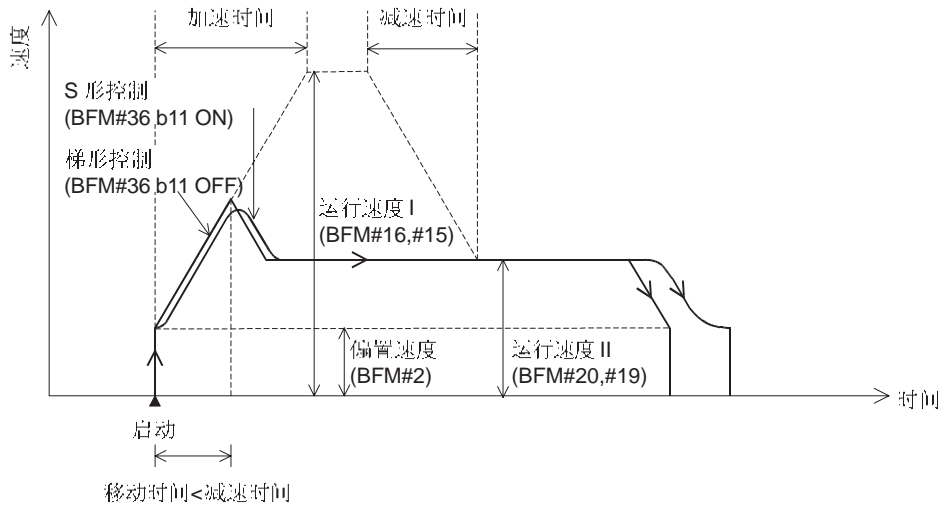 加速时间
减速时间
速度
S 形控制
(BFM#36 b11 ON)
梯形控制
(BFM#36 b11 OFF)
运行速度 I
(BFM#16,#15)
偏置速度
(BFM#2)
运行速度 II
(BFM#20,#19)
时间
启动
移动时间<减速时间